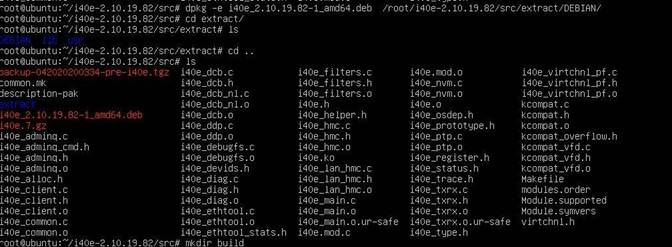 root@ubuntu:~/i40e-2.10.19.82/src# dpkg -e i40e_2.10.19.82-1_amd64.deb /root/i40e-2.10.19.82/src/extract/DEBIAN/
root@ubuntu:~/i40e-2.10.19.82/src# cd extract/
root@ubuntu:~/i40e-2.10.19.82/src/extract# ls
DEBIAN lib usr
root@ubuntu:~/i40e-2.10.19.82/src/extract# cd ..
root@ubuntu:~/i40e-2.10.19.82/src# ls
backup-042020200334-pre-i40e.tgz i40e_dcb.c i40e_filters.c i40e.mod.o i40e_virtchnl_pf.c
common.mk i40e_dcb.h i40e_filters.h i40e_nvm.c i40e_virtchnl_pf.h
description-pak i40e_dcb_nl.c i40e_filters.o i40e_nvm.o i40e_virtchnl_pf.o
extract i40e_dcb_nl.o i40e.h i40e.o kcompat.c
i40e_2.10.19.82-1_amd64.deb i40e_dcb.o i40e_helper.h i40e_osdep.h kcompat.h
i40e.7.gz i40e_ddp.c i40e_hmc.c i40e_prototype.h kcompat.o
i40e_adminq.c i40e_ddp.o i40e_hmc.h i40e_ptp.c kcompat_overflow.h
i40e_adminq_cmd.h i40e_debugfs.c i40e_hmc.o i40e_ptp.o kcompat_vfd.c
i40e_adminq.h i40e_debugfs.o i40e.ko i40e_register.h kcompat_vfd.h
i40e_adminq.o i40e_devids.h i40e_lan_hmc.c i40e_status.h kcompat_vfd.o
i40e_alloc.h i40e_diag.c i40e_lan_hmc.h i40e_trace.h Makefile
i40e_client.c i40e_diag.h i40e_lan_hmc.o i40e_txrx.c modules.order
i40e_client.h i40e_diag.o i40e_main.c i40e_txrx.h Module.supported
i40e_client.o i40e_ethtool.c i40e_main.o i40e_txrx.o Module.symvers
i40e_common.c i40e_ethtool.o i40e_main.o.ur-safe i40e_txrx.o.ur-safe virtchnl.h
i40e_common.o i40e_ethtool_stats.h i40e.mod.c i40e_type.h
root@ubuntu:~/i40e-2.10.19.82/src# mkdir build